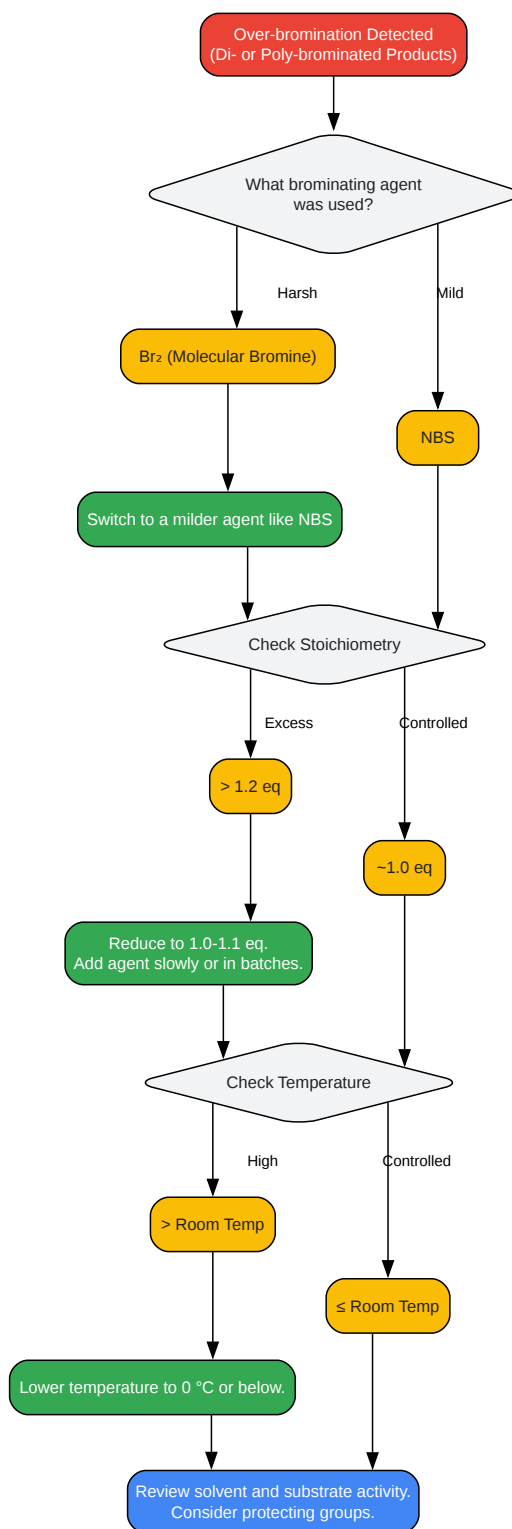 Over-bromination Detected
(Di- or Poly-brominated Products)
What brominating agent
was used?
Harsh
Mild
Br₂ (Molecular Bromine)
NBS
Switch to a milder agent like NBS
Check Stoichiometry
Excess
Controlled
> 1.2 eq
~1.0 eq
Reduce to 1.0-1.1 eq.
Add agent slowly or in batches.
Check Temperature
High
Controlled
> Room Temp
≤ Room Temp
Lower temperature to 0 °C or below.
Review solvent and substrate activity.
Consider protecting groups.